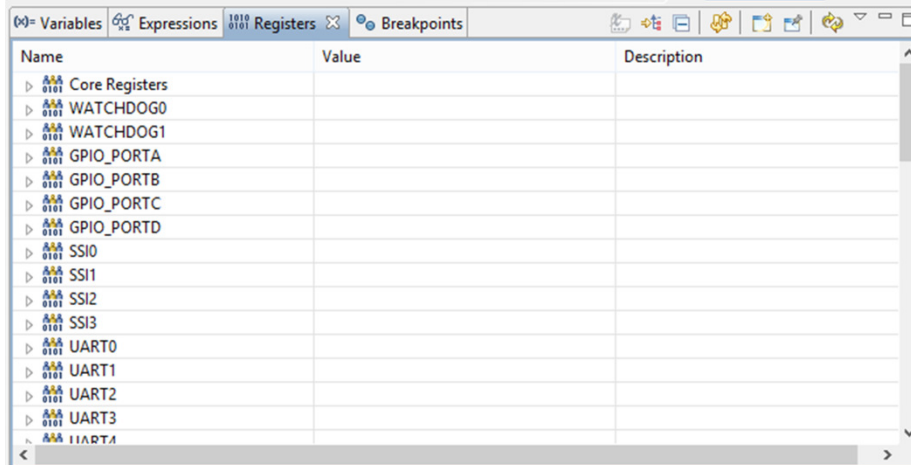 (x)= Variables Expressions 1010 0101 Registers Breakpoints
Name Value Description
Core Registers
WATCHDOG0
WATCHDOG1
GPIO_PORTA
GPIO_PORTB
GPIO_PORTC
GPIO_PORTD
SSI0
SSI1
SSI2
SSI3
UART0
UART1
UART2
UART3
UART4